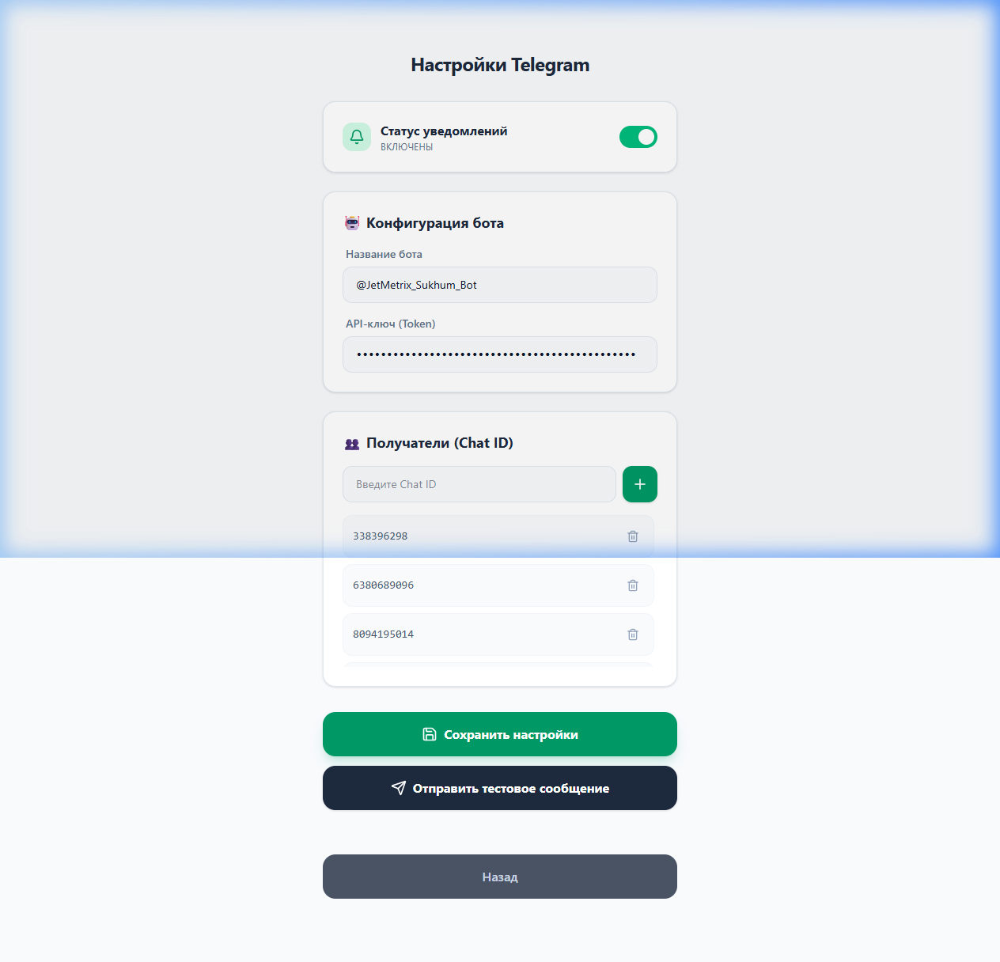 Настройки Telegram
Статус уведомлений
ВКЛЮЧЕНЫ
Конфигурация бота
Название бота
@JetMetrix_Sukhum_Bot
API-ключ (Token)
••••••••••••••••••••••••••••••••••••••••••••••
Получатели (Chat ID)
Введите Chat ID
338396298
6380689096
8094195014
Сохранить настройки
Отправить тестовое сообщение
Назад